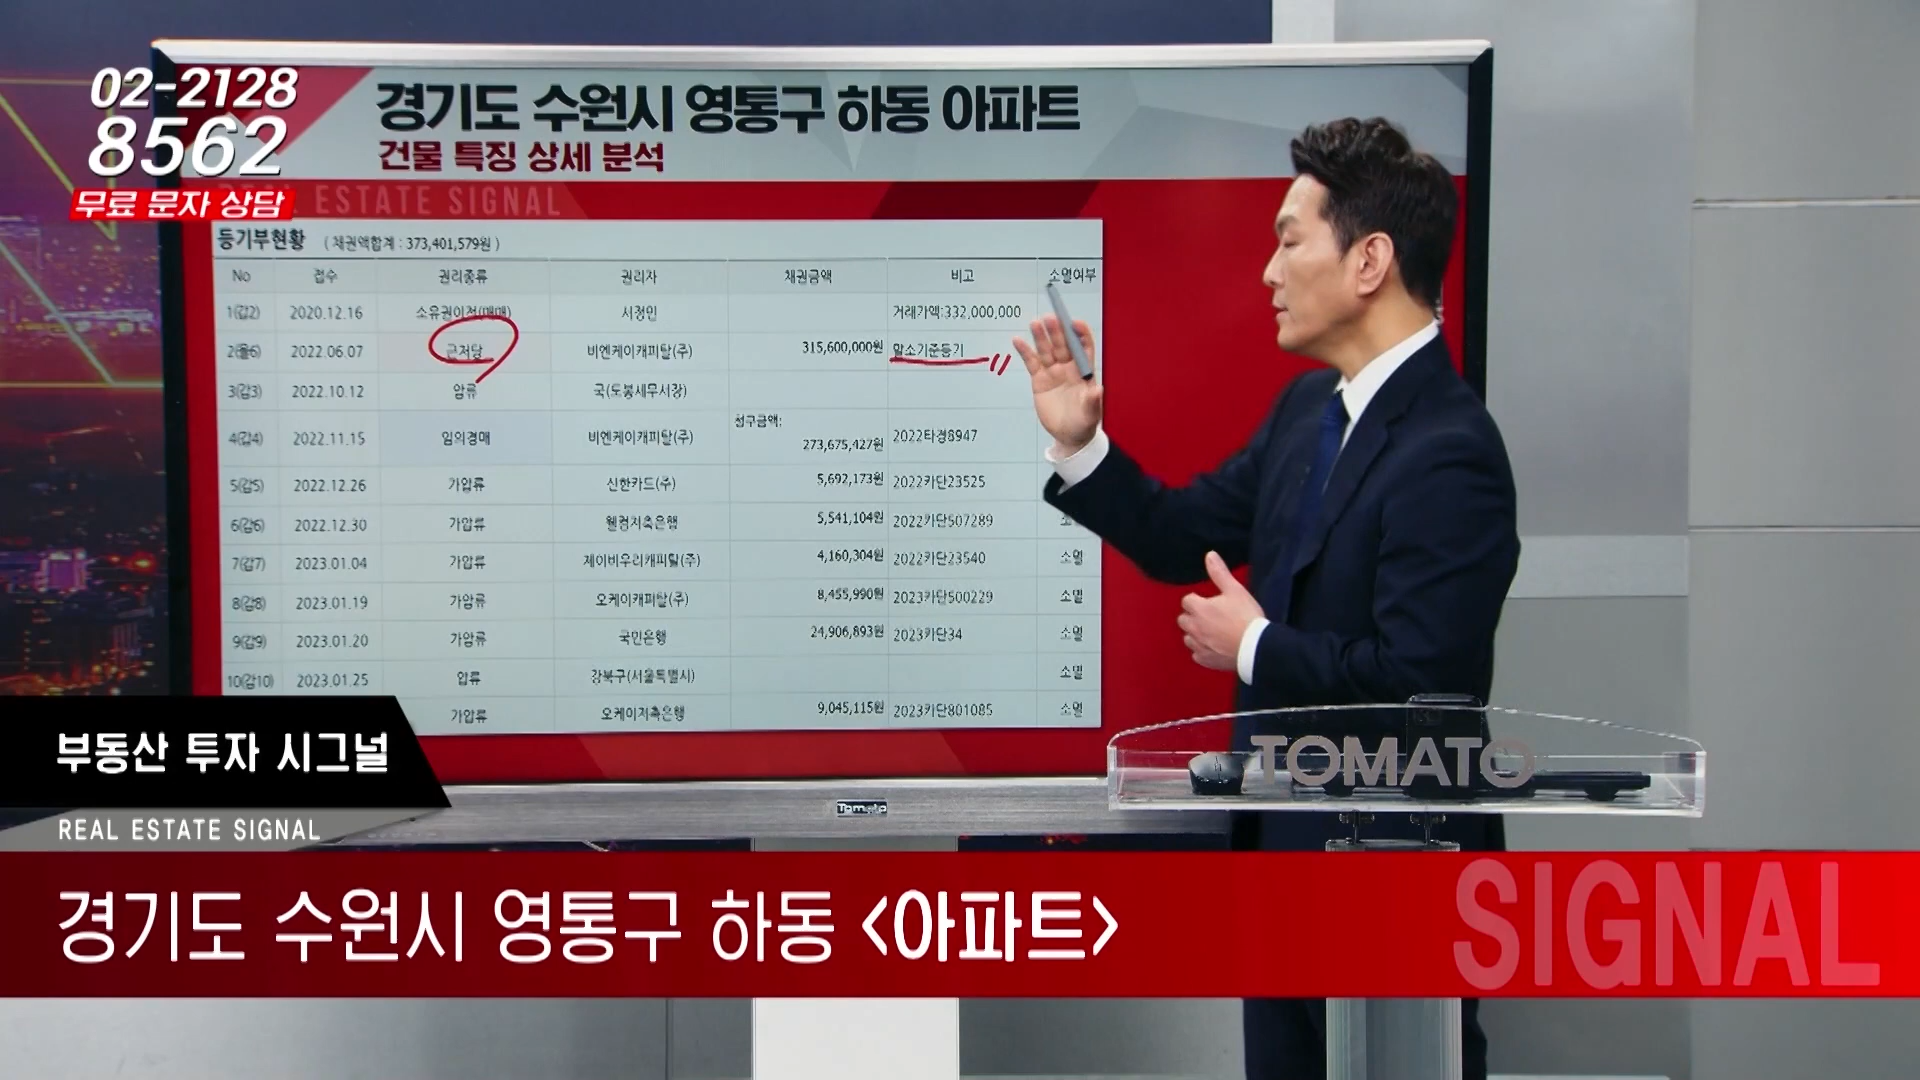 02-2128
8562
무료 문자 상담
경기도 수원시 영통구 하동 아파트
건물 특징 상세 분석
ESTATE SIGNAL
등기부현황 ( 채권액합계 : 373,401,579원 )
No 접수 권리종류 권리자 채권금액 비고 소멸여부
1(갑2) 2020.12.16 소유권이전(매매) 서정인 거래가액:332,000,000
2(을6) 2022.06.07 근저당 비엔케이캐피탈(주) 315,600,000원 말소기준등기
3(갑3) 2022.10.12 압류 국(도봉세무서장)
4(갑4) 2022.11.15 임의경매 비엔케이캐피탈(주) 청구금액: 273,675,427원 2022타경8947
5(갑5) 2022.12.26 가압류 신한카드(주) 5,692,173원 2022카단23525
6(갑6) 2022.12.30 가압류 웰컴저축은행 5,541,104원 2022카단507289
7(갑7) 2023.01.04 가압류 제이비우리캐피탈(주) 4,160,304원 2022카단23540 소멸
8(갑8) 2023.01.19 가압류 오케이캐피탈(주) 8,455,990원 2023카단500229 소멸
9(갑9) 2023.01.20 가압류 국민은행 24,906,893원 2023카단34 소멸
10(갑10) 2023.01.25 압류 강북구(서울특별시) 소멸
가압류 오케이저축은행 9,045,115원 2023카단801085 소멸
Tomato
TOMATO
부동산 투자 시그널
REAL ESTATE SIGNAL
경기도 수원시 영통구 하동 <아파트>
SIGNAL